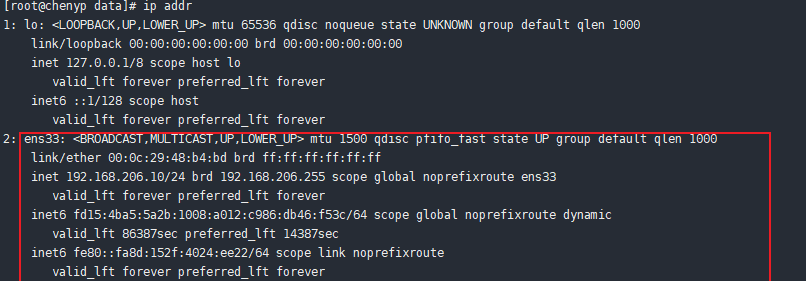 [root@chenyp data]# ip addr
1: lo: <LOOPBACK,UP,LOWER_UP> mtu 65536 qdisc noqueue state UNKNOWN group default qlen 1000
    link/loopback 00:00:00:00:00:00 brd 00:00:00:00:00:00
    inet 127.0.0.1/8 scope host lo
       valid_lft forever preferred_lft forever
    inet6 ::1/128 scope host
       valid_lft forever preferred_lft forever
2: ens33: <BROADCAST,MULTICAST,UP,LOWER_UP> mtu 1500 qdisc pfifo_fast state UP group default qlen 1000
    link/ether 00:0c:29:48:b4:bd brd ff:ff:ff:ff:ff:ff
    inet 192.168.206.10/24 brd 192.168.206.255 scope global noprefixroute ens33
       valid_lft forever preferred_lft forever
    inet6 fd15:4ba5:5a2b:1008:a012:c986:db46:f53c/64 scope global noprefixroute dynamic
       valid_lft 86387sec preferred_lft 14387sec
    inet6 fe80::fa8d:152f:4024:ee22/64 scope link noprefixroute
       valid_lft forever preferred_lft forever